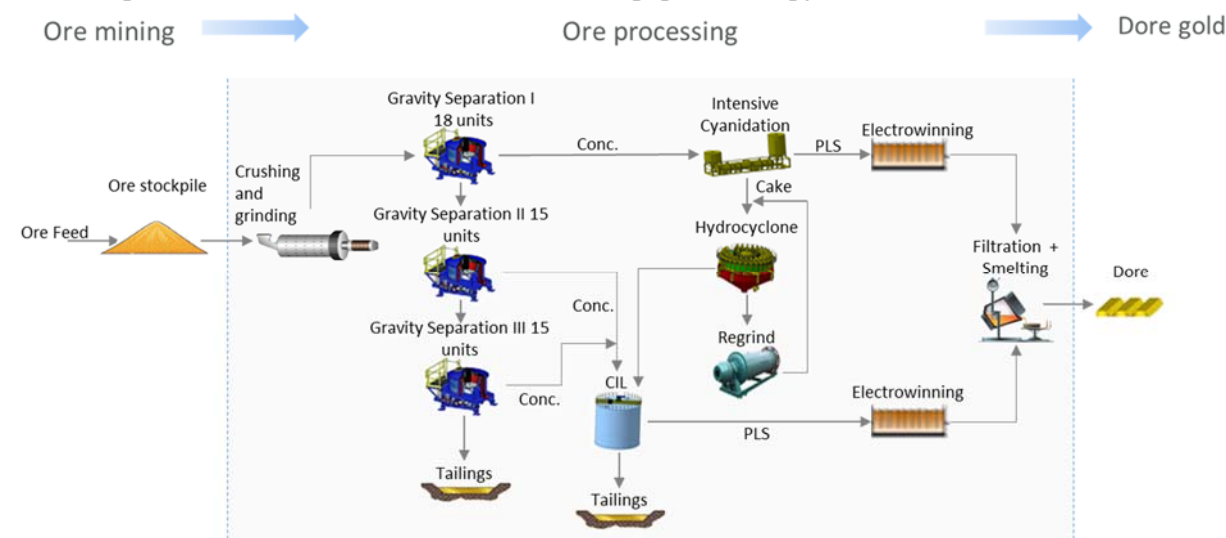 Ore mining
Ore processing
Dore gold
Gravity Separation I
18 units
Intensive
Cyanidation
Electrowinning
Conc.
PLS
Crushing
and
grinding
Ore stockpile
Cake
Ore Feed
Gravity Separation II 15
units
Hydrocyclone
Filtration +
Smelting
Dore
Conc.
Gravity Separation III 15
units
Regrind
CIL
Conc.
Electrowinning
PLS
Tailings
Tailings